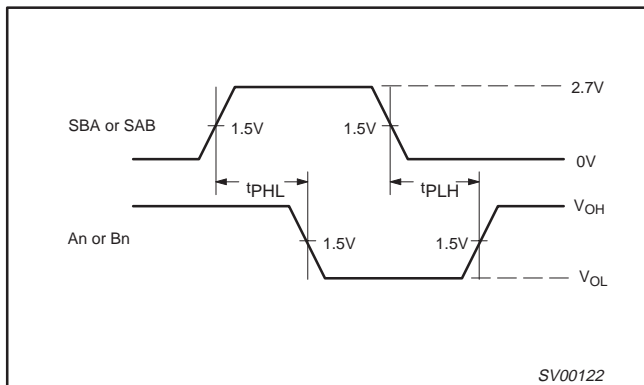 2.7V
SBA or SAB
1.5V
1.5V
0V
tPHL
tPLH
VOH
An or Bn
1.5V
1.5V
VOL
SV00122